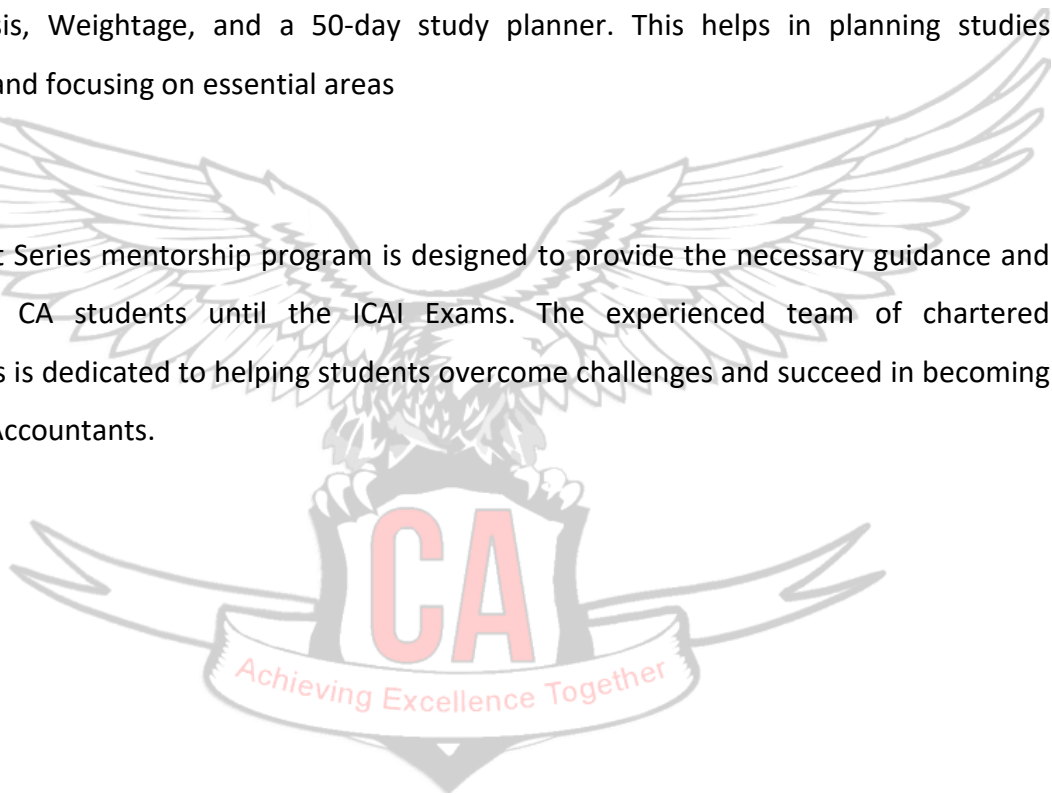 sis, Weightage, and a 50-day study planner. This helps in planning studies
and focusing on essential areas
t Series mentorship program is designed to provide the necessary guidance and
CA students until the ICAI Exams. The experienced team of chartered
s is dedicated to helping students overcome challenges and succeed in becoming
Accountants.
CA
Achieving Excellence Together